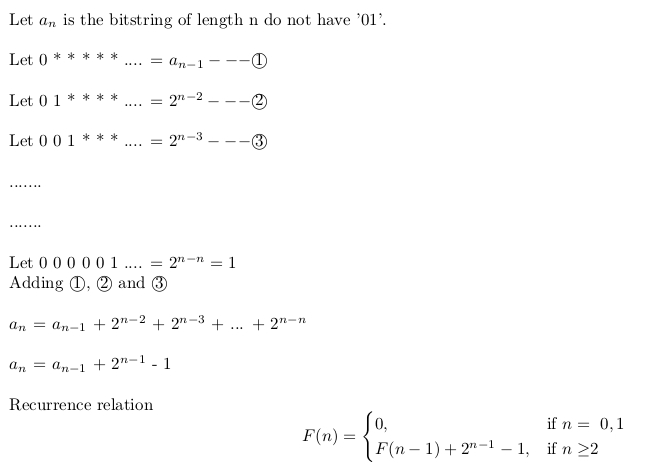 Let aₙ is the bitstring of length n do not have '01'.
Let 0 * * * * * .... = aₙ₋₁ − −−①
Let 0 1 * * * * .... = 2ⁿ⁻² − −−②
Let 0 0 1 * * * .... = 2ⁿ⁻³ − −−③
.......
.......
Let 0 0 0 0 0 1 .... = 2ⁿ⁻ⁿ = 1
Adding ①, ② and ③
aₙ = aₙ₋₁ + 2ⁿ⁻² + 2ⁿ⁻³ + ... + 2ⁿ⁻ⁿ
aₙ = aₙ₋₁ + 2ⁿ⁻¹ - 1
Recurrence relation
F(n) = { 0, if n = 0, 1
F(n − 1) + 2ⁿ⁻¹ − 1, if n ≥2